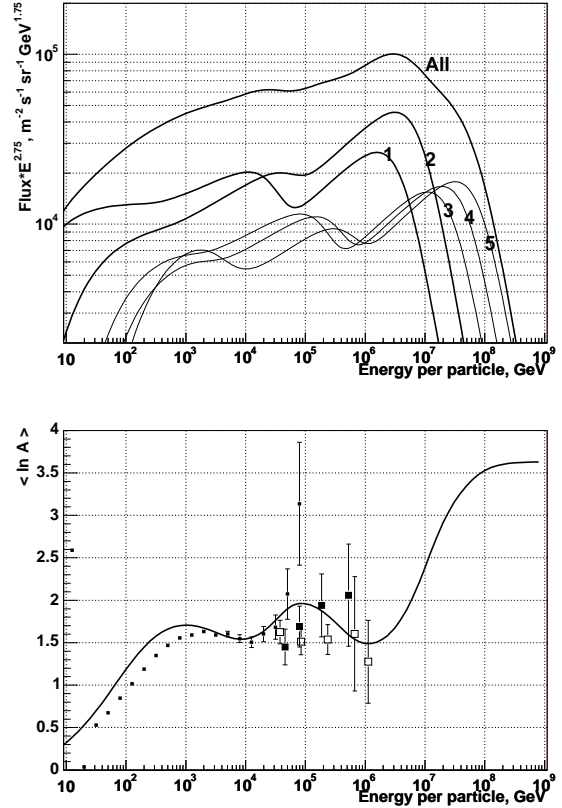 Flux*E^2.75, m^-2 s^-1 sr^-1 GeV^1.75
10^5
10^4
All
1
2
3
4
5
10 10^2 10^3 10^4 10^5 10^6 10^7 10^8 10^9
Energy per particle, GeV
< ln A >
4
3.5
3
2.5
2
1.5
1
0.5
0
10 10^2 10^3 10^4 10^5 10^6 10^7 10^8 10^9
Energy per particle, GeV